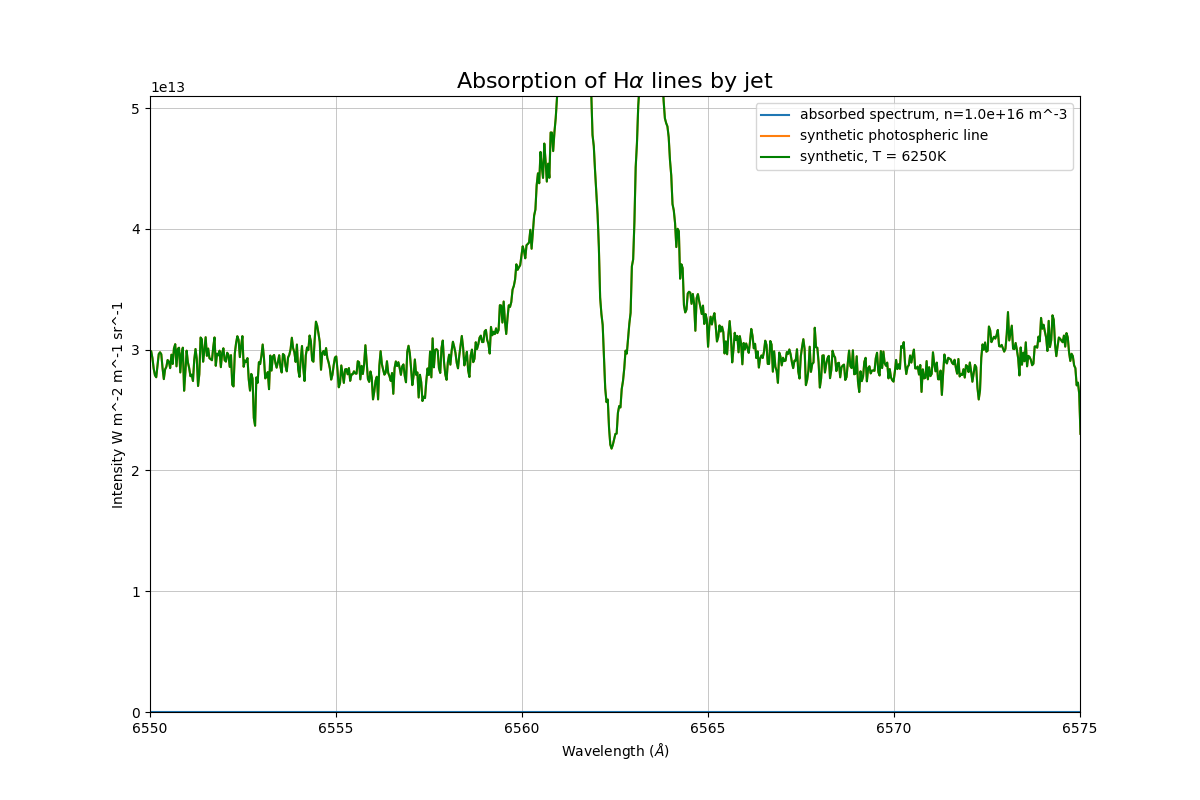 Absorption of Hα lines by jet
1e13
absorbed spectrum, n=1.0e+16 m^-3
synthetic photospheric line
synthetic, T = 6250K
Intensity W m^-2 m^-1 sr^-1
5
4
3
2
1
0
6550 6555 6560 6565 6570 6575
Wavelength (Å)